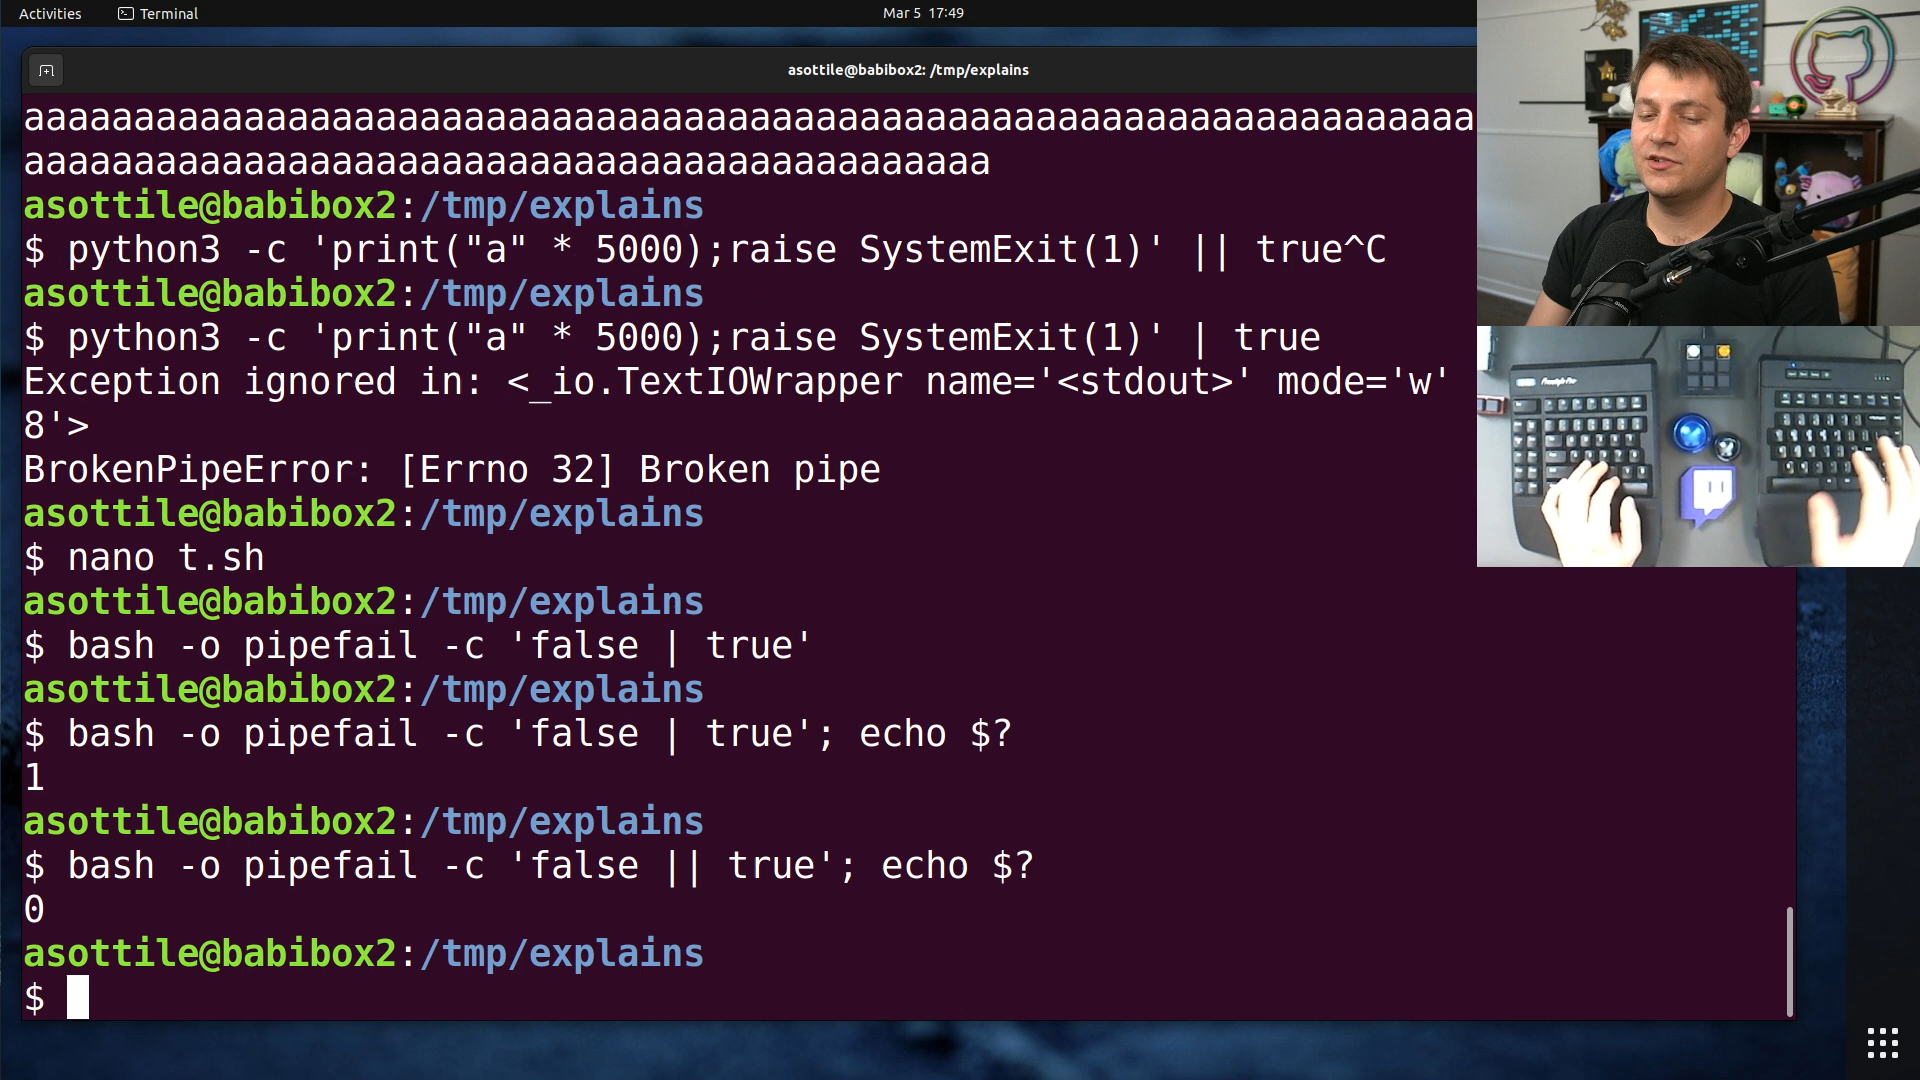 Activities
Terminal
Mar 5 17:49
asottile@babibox2: /tmp/explains
aaaaaaaaaaaaaaaaaaaaaaaaaaaaaaaaaaaaaaaaaaaaaaaaaaaaaaaaaaaaaaaaaa
aaaaaaaaaaaaaaaaaaaaaaaaaaaaaaaaaaaaaaaaaaaa
asottile@babibox2:/tmp/explains
$ python3 -c 'print("a" * 5000);raise SystemExit(1)' || true^C
asottile@babibox2:/tmp/explains
$ python3 -c 'print("a" * 5000);raise SystemExit(1)' | true
Exception ignored in: <_io.TextIOWrapper name='<stdout>' mode='w'
8'>
BrokenPipeError: [Errno 32] Broken pipe
asottile@babibox2:/tmp/explains
$ nano t.sh
asottile@babibox2:/tmp/explains
$ bash -o pipefail -c 'false | true'
asottile@babibox2:/tmp/explains
$ bash -o pipefail -c 'false | true'; echo $?
1
asottile@babibox2:/tmp/explains
$ bash -o pipefail -c 'false || true'; echo $?
0
asottile@babibox2:/tmp/explains
$